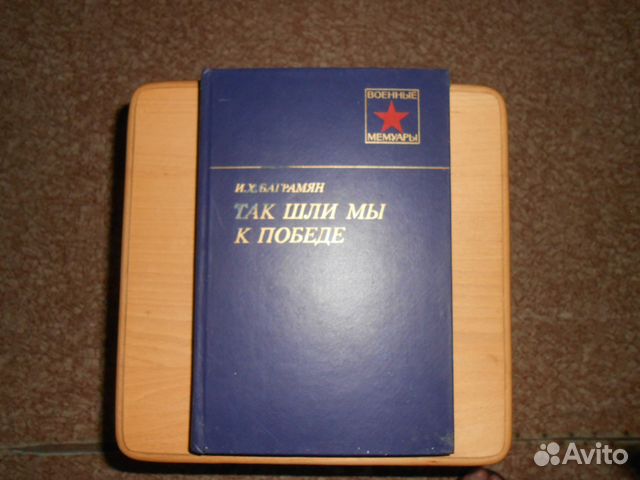 ВОЕННЫЕ
МЕМУАРЫ
И.Х.БАГРАМЯН
ТАК ШЛИ МЫ
К ПОБЕДЕ
Avito